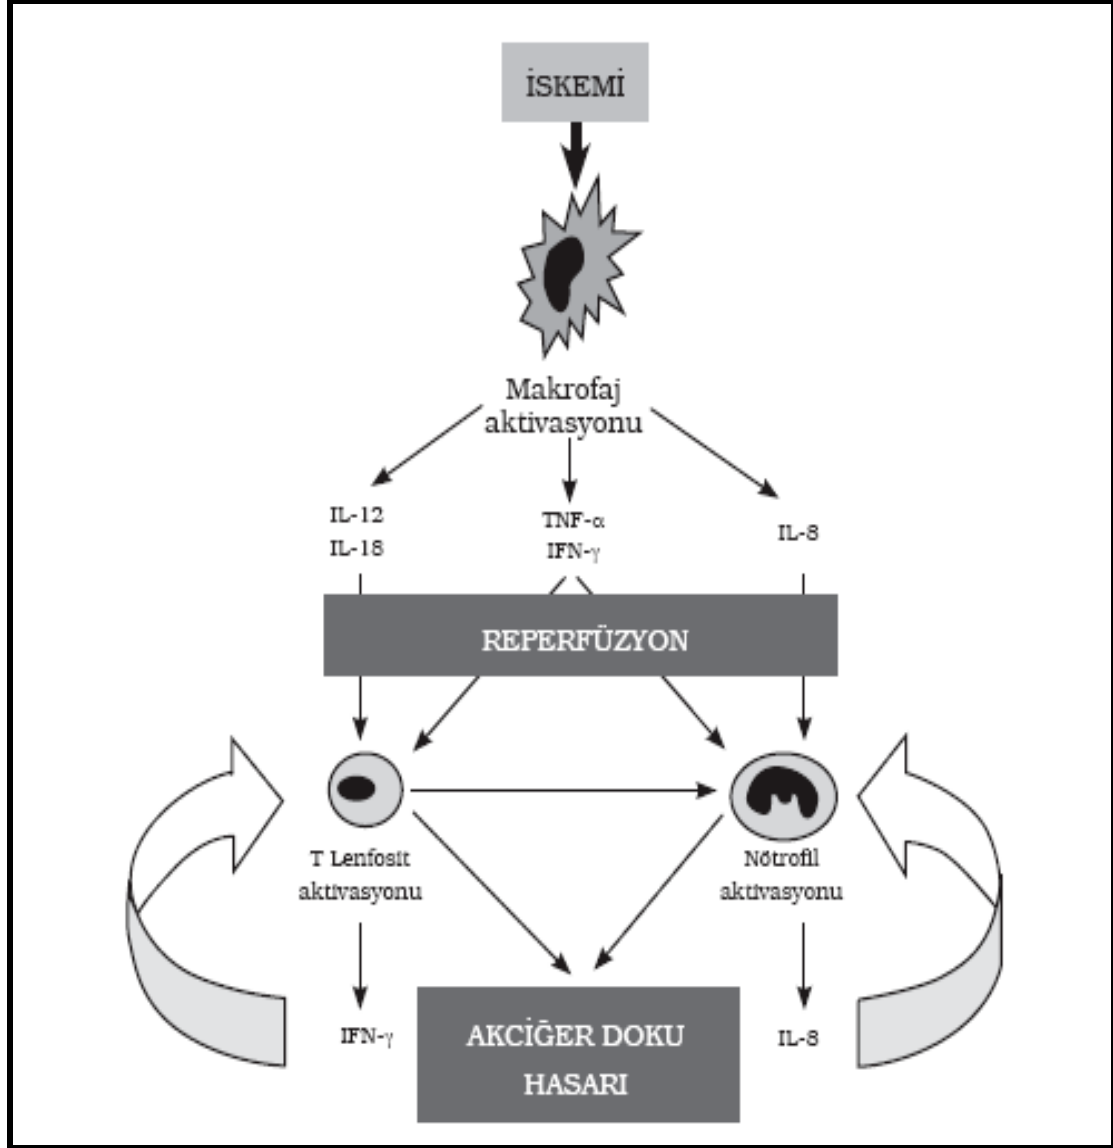 İSKEMİ
Makrofaj
aktivasyonu
IL-12
IL-18
TNF-α
IFN-γ
IL-8
REPERFÜZYON
T Lenfosit
aktivasyonu
Nötrofil
aktivasyonu
IFN-γ
AKCİĞER DOKU
HASARI
IL-8